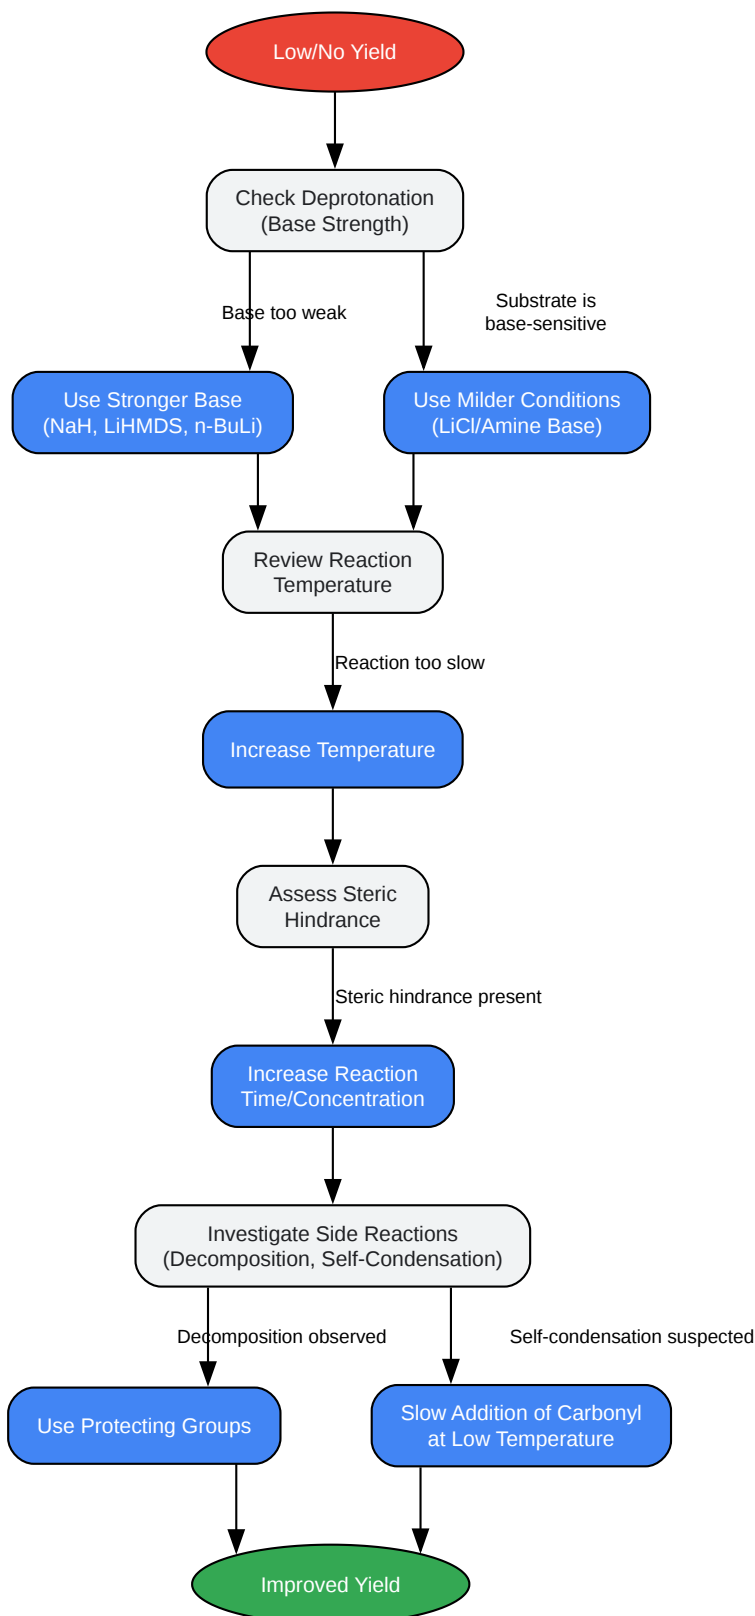 Low/No Yield
Check Deprotonation
(Base Strength)
Base too weak
Substrate is
base-sensitive
Use Stronger Base
(NaH, LiHMDS, n-BuLi)
Use Milder Conditions
(LiCl/Amine Base)
Review Reaction
Temperature
Reaction too slow
Increase Temperature
Assess Steric
Hindrance
Steric hindrance present
Increase Reaction
Time/Concentration
Investigate Side Reactions
(Decomposition, Self-Condensation)
Decomposition observed
Self-condensation suspected
Use Protecting Groups
Slow Addition of Carbonyl
at Low Temperature
Improved Yield